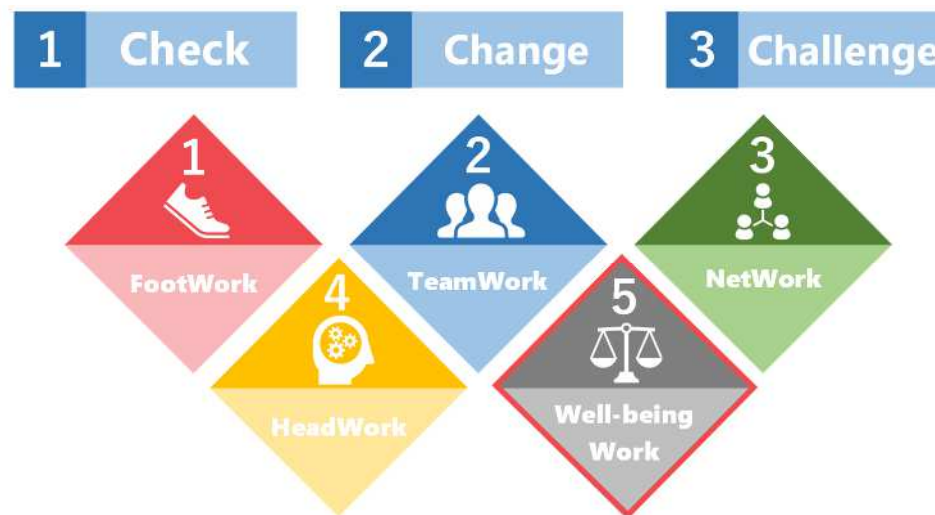 1 Check
2 Change
3 Challenge
1
FootWork
2
TeamWork
3
NetWork
4
HeadWork
5
Well-being
Work